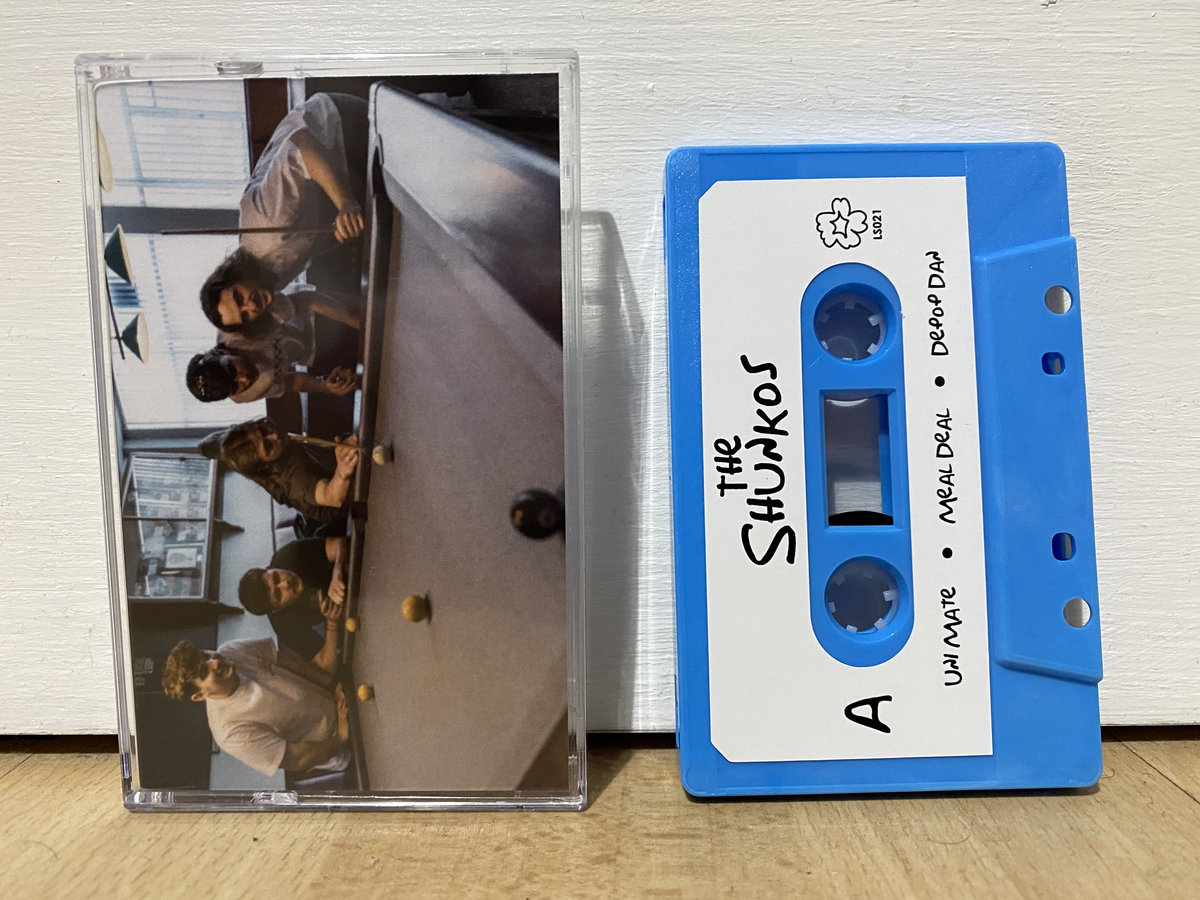 LS021
THE
SHUNKOS
A
UNI MATE • MEAL DEAL • DEPOP DAN